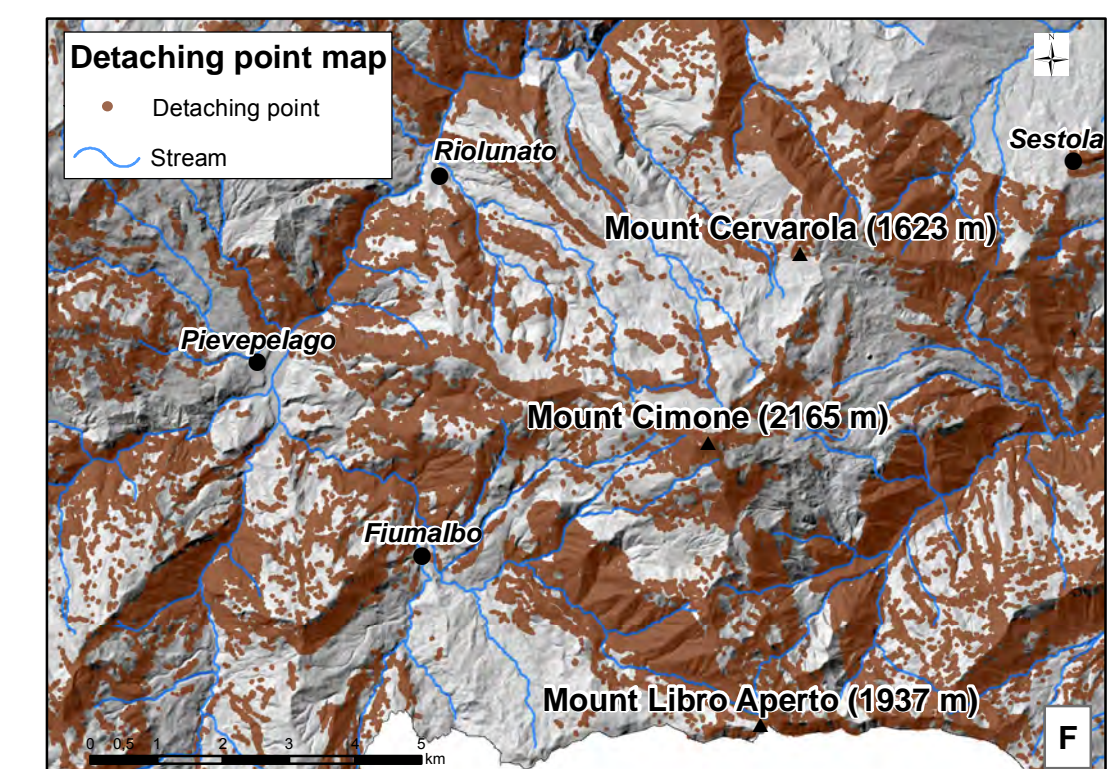 Detaching point map
Detaching point
Stream
N
Sestola
Riolunato
Mount Cervarola (1623 m)
Pievepelago
Mount Cimone (2165 m)
Fiumalbo
Mount Libro Aperto (1937 m)
0 0,5 1 2 3 4 5
km
F